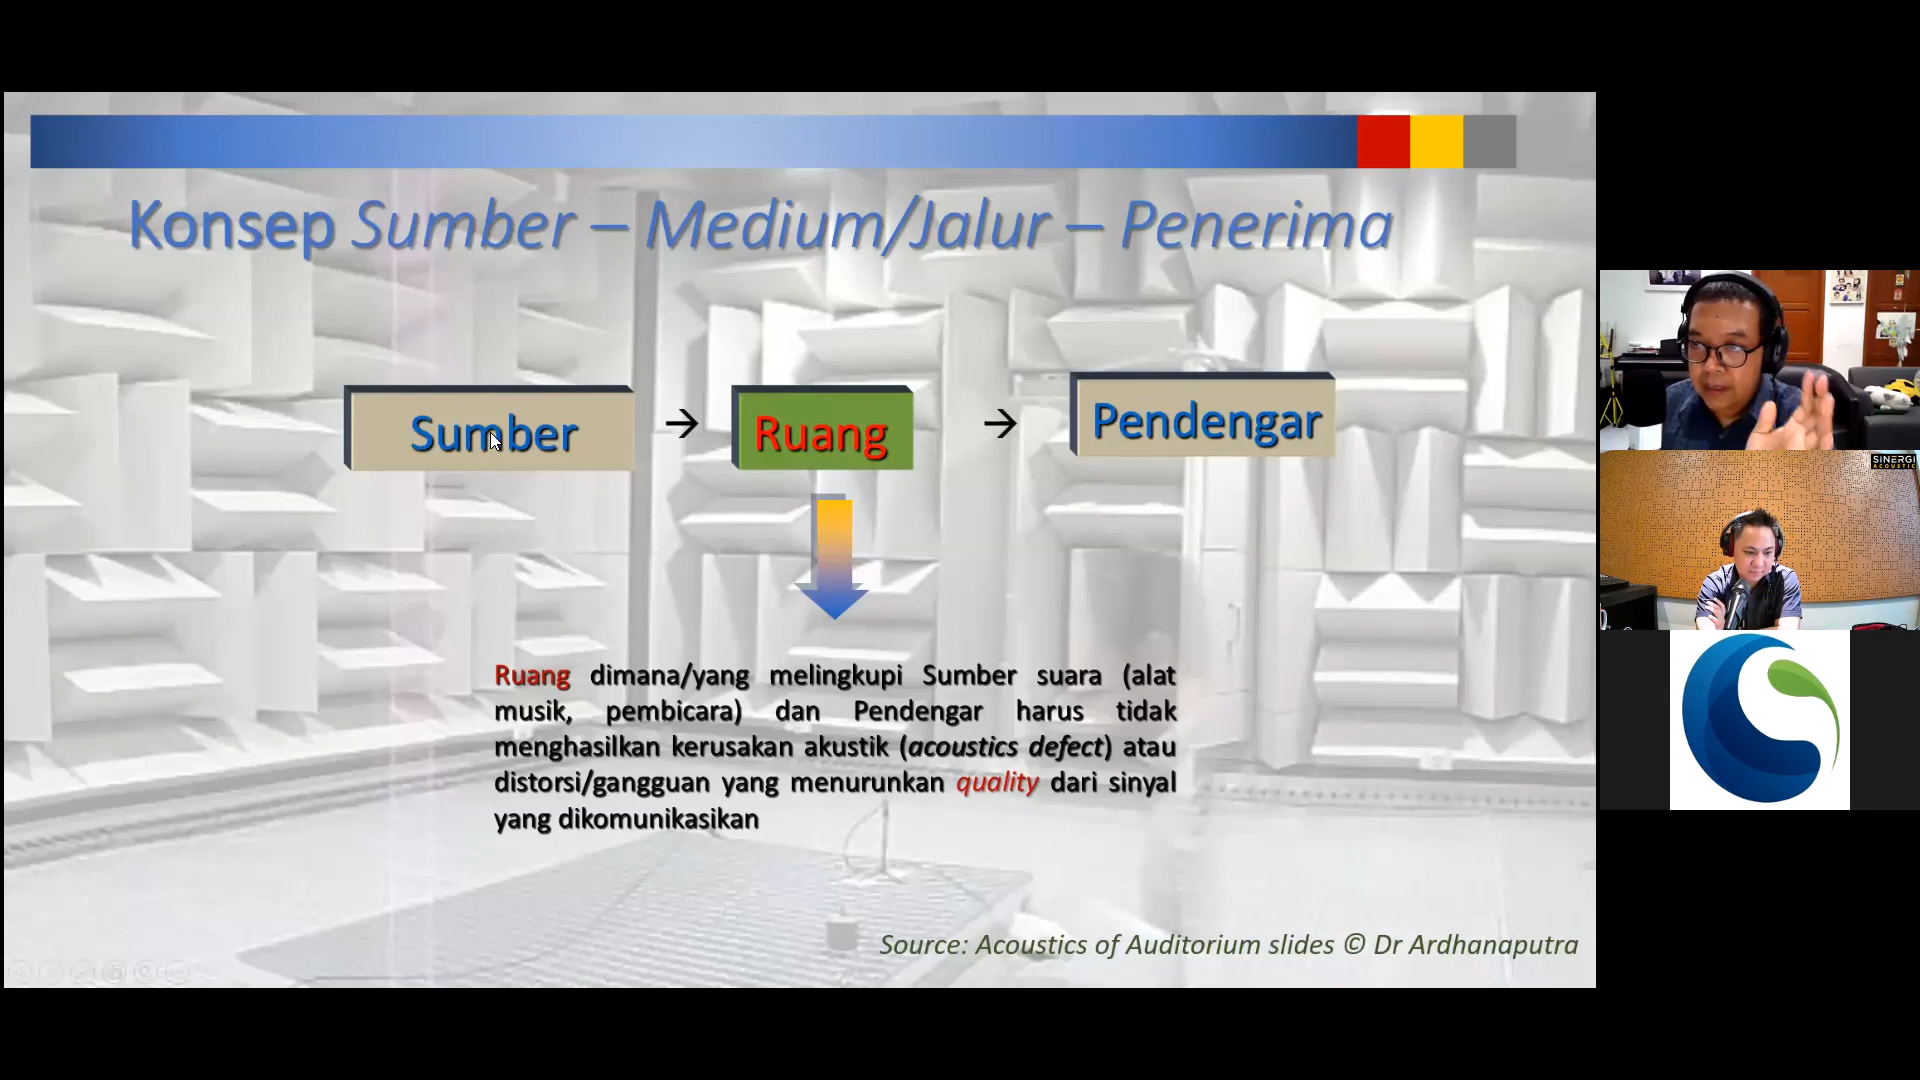 Konsep Sumber – Medium/Jalur – Penerima
Sumber → Ruang → Pendengar
Ruang dimana/yang melingkupi Sumber suara (alat
musik, pembicara) dan Pendengar harus tidak
menghasilkan kerusakan akustik (acoustics defect) atau
distorsi/gangguan yang menurunkan quality dari sinyal
yang dikomunikasikan
Source: Acoustics of Auditorium slides © Dr Ardhanaputra
SINERGI
ACOUSTIC